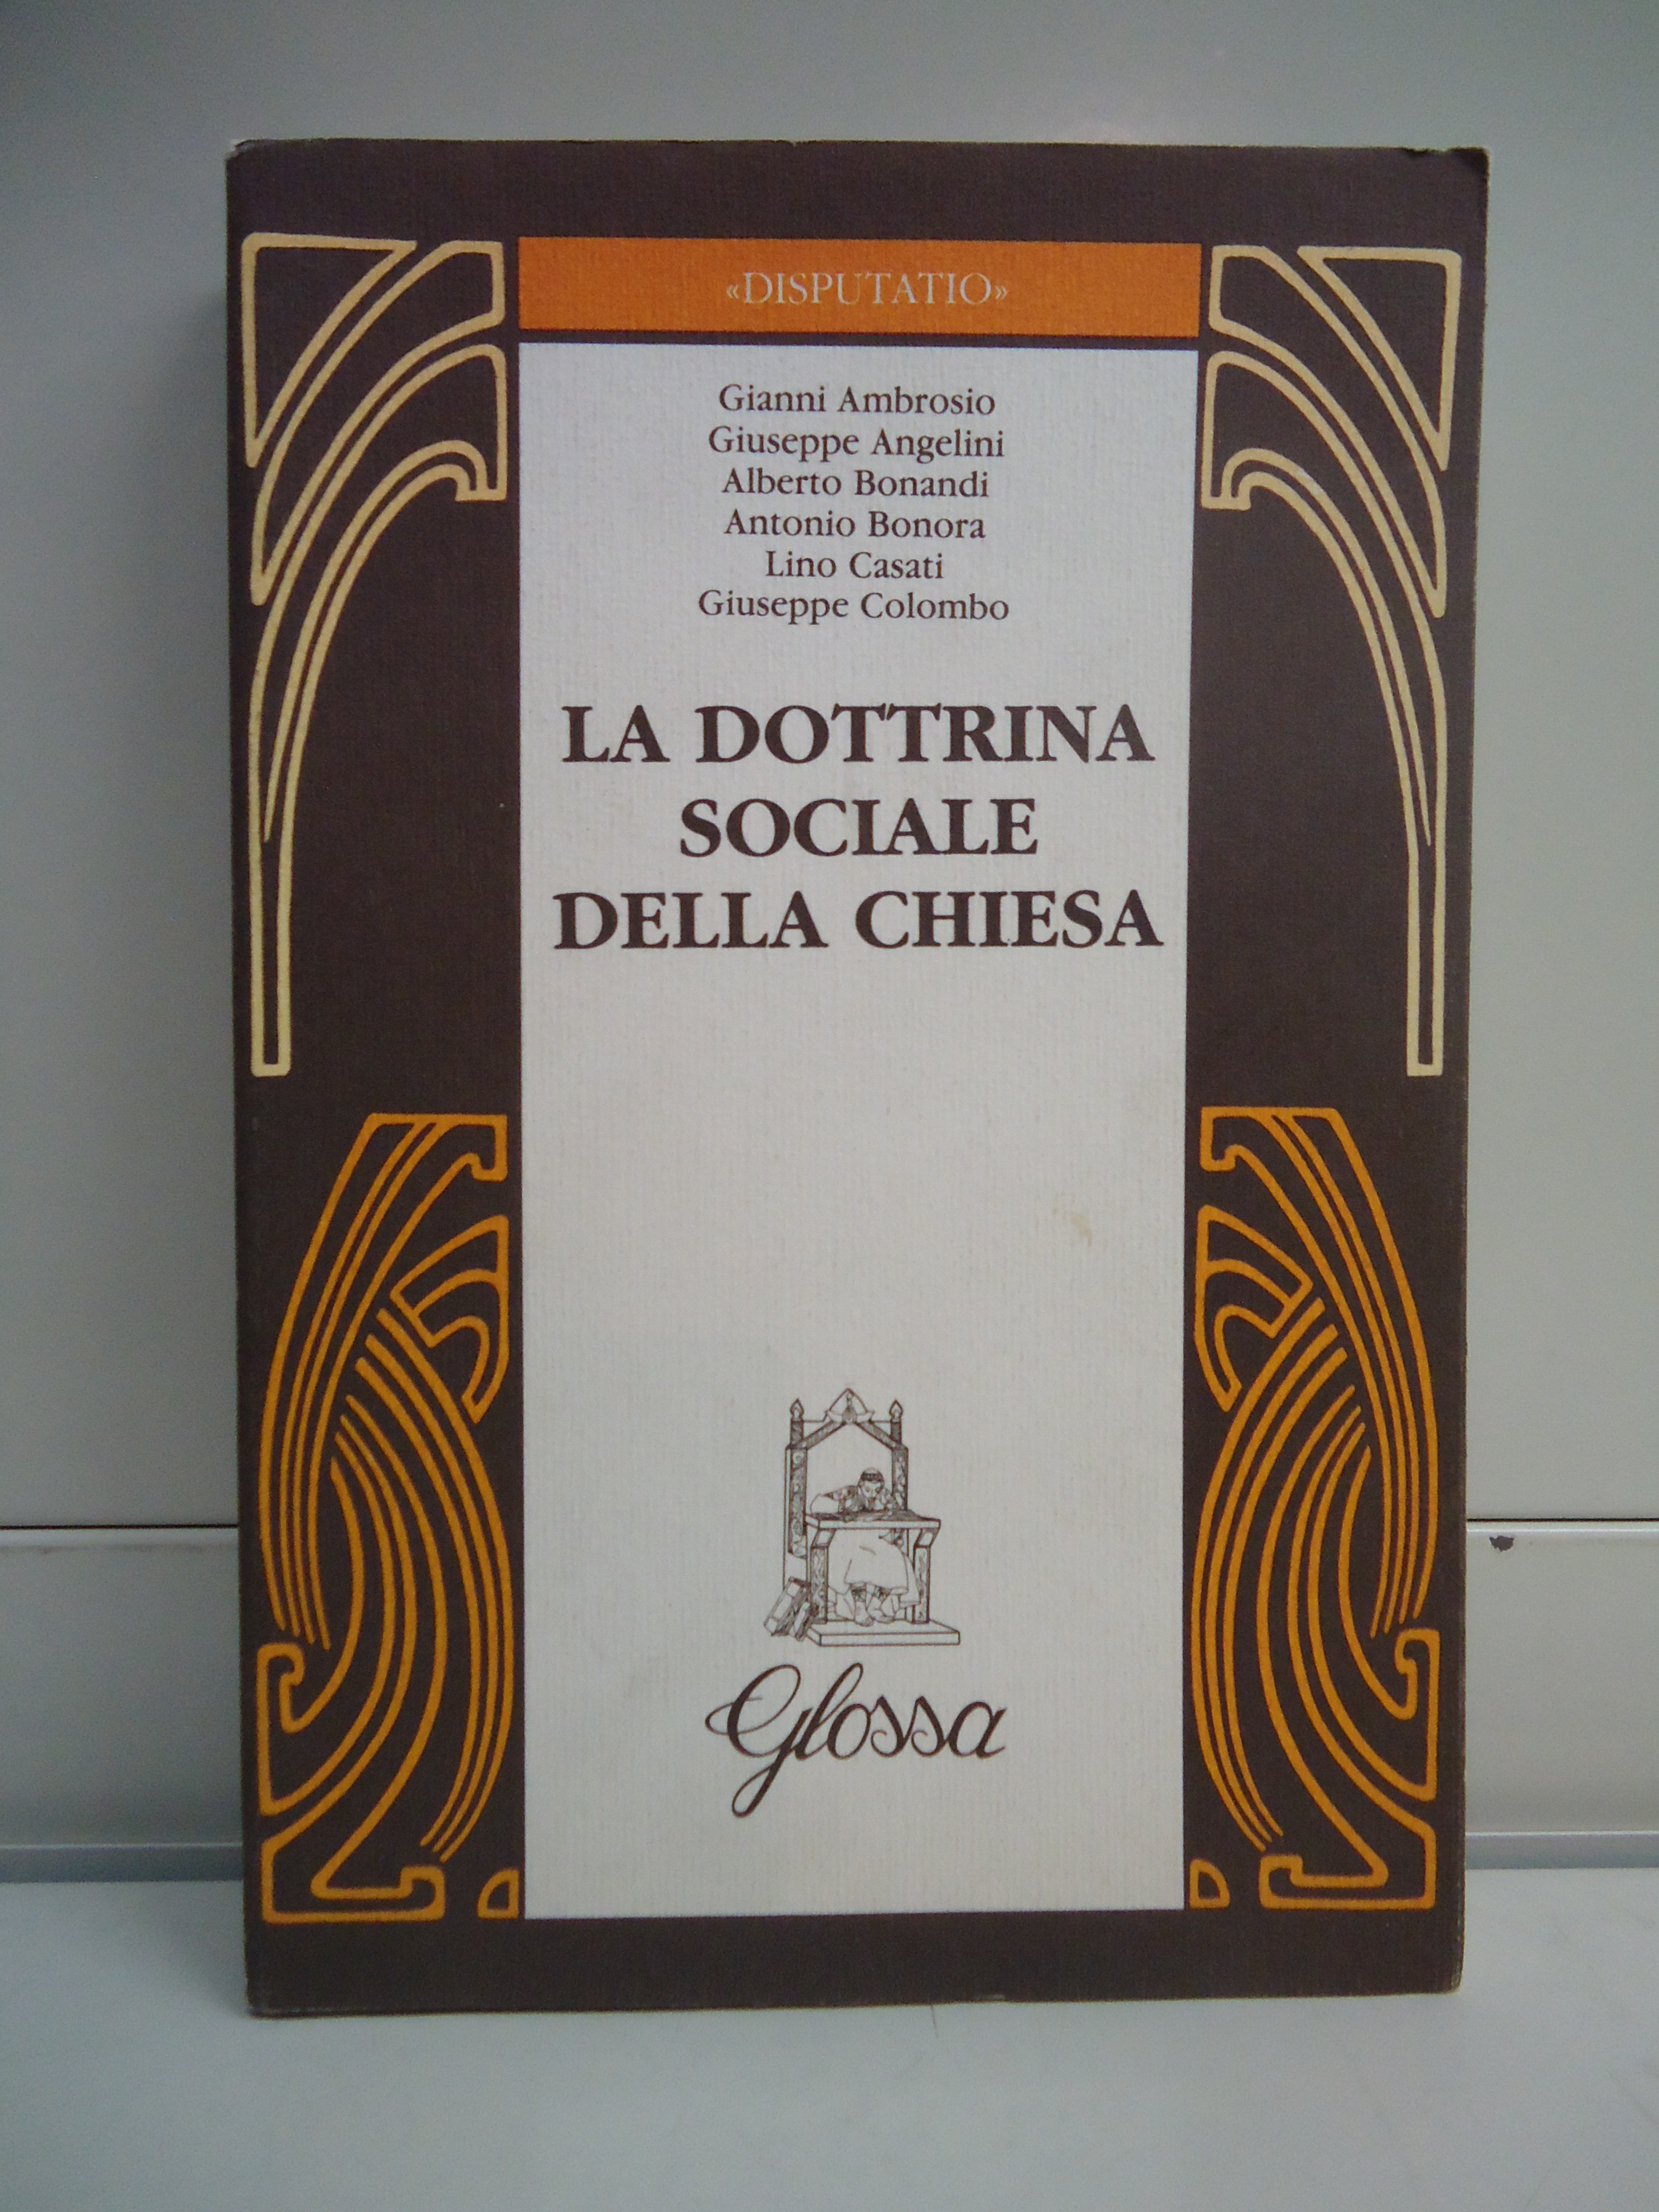 «DISPUTATIO»
Gianni Ambrosio
Giuseppe Angelini
Alberto Bonandi
Antonio Bonora
Lino Casati
Giuseppe Colombo
LA DOTTRINA
SOCIALE
DELLA CHIESA
Glossa